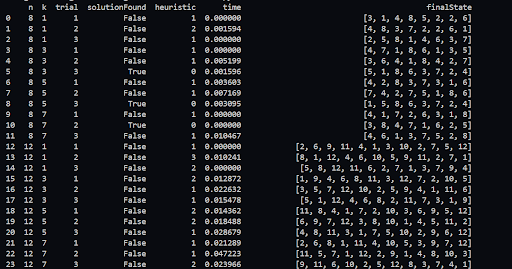 n k trial solutionFound heuristic time finalState
0 8 1 1 False 1 0.000000 [3, 1, 4, 8, 5, 2, 2, 6]
1 8 1 2 False 2 0.001594 [4, 8, 3, 7, 6, 2, 2, 1]
2 8 1 3 False 1 0.000000 [2, 5, 8, 1, 4, 6, 3, 7]
3 8 3 1 False 1 0.000000 [4, 7, 1, 8, 6, 1, 3, 5]
4 8 3 2 False 1 0.005199 [3, 6, 4, 1, 8, 4, 2, 7]
5 8 3 3 True 0 0.001596 [5, 1, 8, 6, 3, 7, 2, 4]
6 8 5 1 False 1 0.003603 [4, 2, 8, 3, 7, 3, 1, 6]
7 8 5 2 False 1 0.007169 [7, 4, 2, 7, 5, 1, 8, 6]
8 8 5 3 True 0 0.003095 [1, 5, 8, 6, 3, 7, 2, 4]
9 8 7 1 False 1 0.000000 [4, 1, 7, 2, 6, 3, 1, 8]
10 8 7 2 True 0 0.000000 [3, 8, 4, 7, 1, 6, 2, 5]
11 8 7 3 False 1 0.010467 [4, 6, 1, 3, 7, 5, 2, 8]
12 12 1 1 False 1 0.000000 [2, 6, 9, 11, 4, 1, 3, 10, 2, 7, 5, 12]
13 12 1 2 False 3 0.010241 [8, 1, 12, 4, 6, 10, 5, 9, 11, 2, 7, 1]
14 12 1 3 False 2 0.000000 [5, 8, 12, 11, 6, 2, 7, 1, 3, 7, 9, 4]
15 12 3 1 False 2 0.012872 [1, 9, 4, 6, 8, 11, 3, 12, 7, 2, 10, 2]
16 12 3 2 False 1 0.022632 [3, 5, 7, 12, 10, 2, 5, 9, 4, 1, 11, 6]
17 12 3 3 False 1 0.015478 [5, 1, 12, 4, 6, 8, 2, 11, 7, 3, 1, 9]
18 12 5 1 False 2 0.014362 [11, 8, 4, 1, 7, 2, 10, 3, 6, 9, 5, 12]
19 12 5 2 False 2 0.018488 [6, 9, 7, 12, 3, 8, 10, 1, 4, 5, 11, 2]
20 12 5 3 False 1 0.028679 [4, 8, 11, 3, 1, 7, 5, 10, 2, 9, 6, 12]
21 12 7 1 False 1 0.021289 [2, 6, 8, 1, 11, 4, 10, 5, 3, 9, 7, 12]
22 12 7 2 False 1 0.047223 [11, 5, 7, 1, 12, 2, 9, 1, 4, 8, 10, 3]
23 12 7 3 False 1 0.023966 [9, 11, 6, 10, 2, 5, 12, 8, 3, 7, 4, 1]